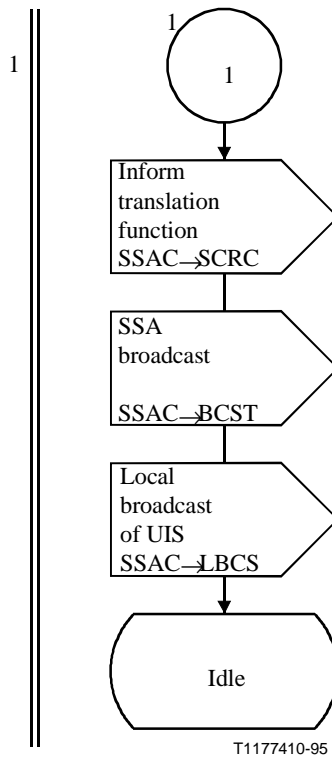 1
1
1
Inform
translation
function
SSAC→SCRC
SSA
broadcast
SSAC→BCST
Local
broadcast
of UIS
SSAC→LBCS
Idle
T1177410-95